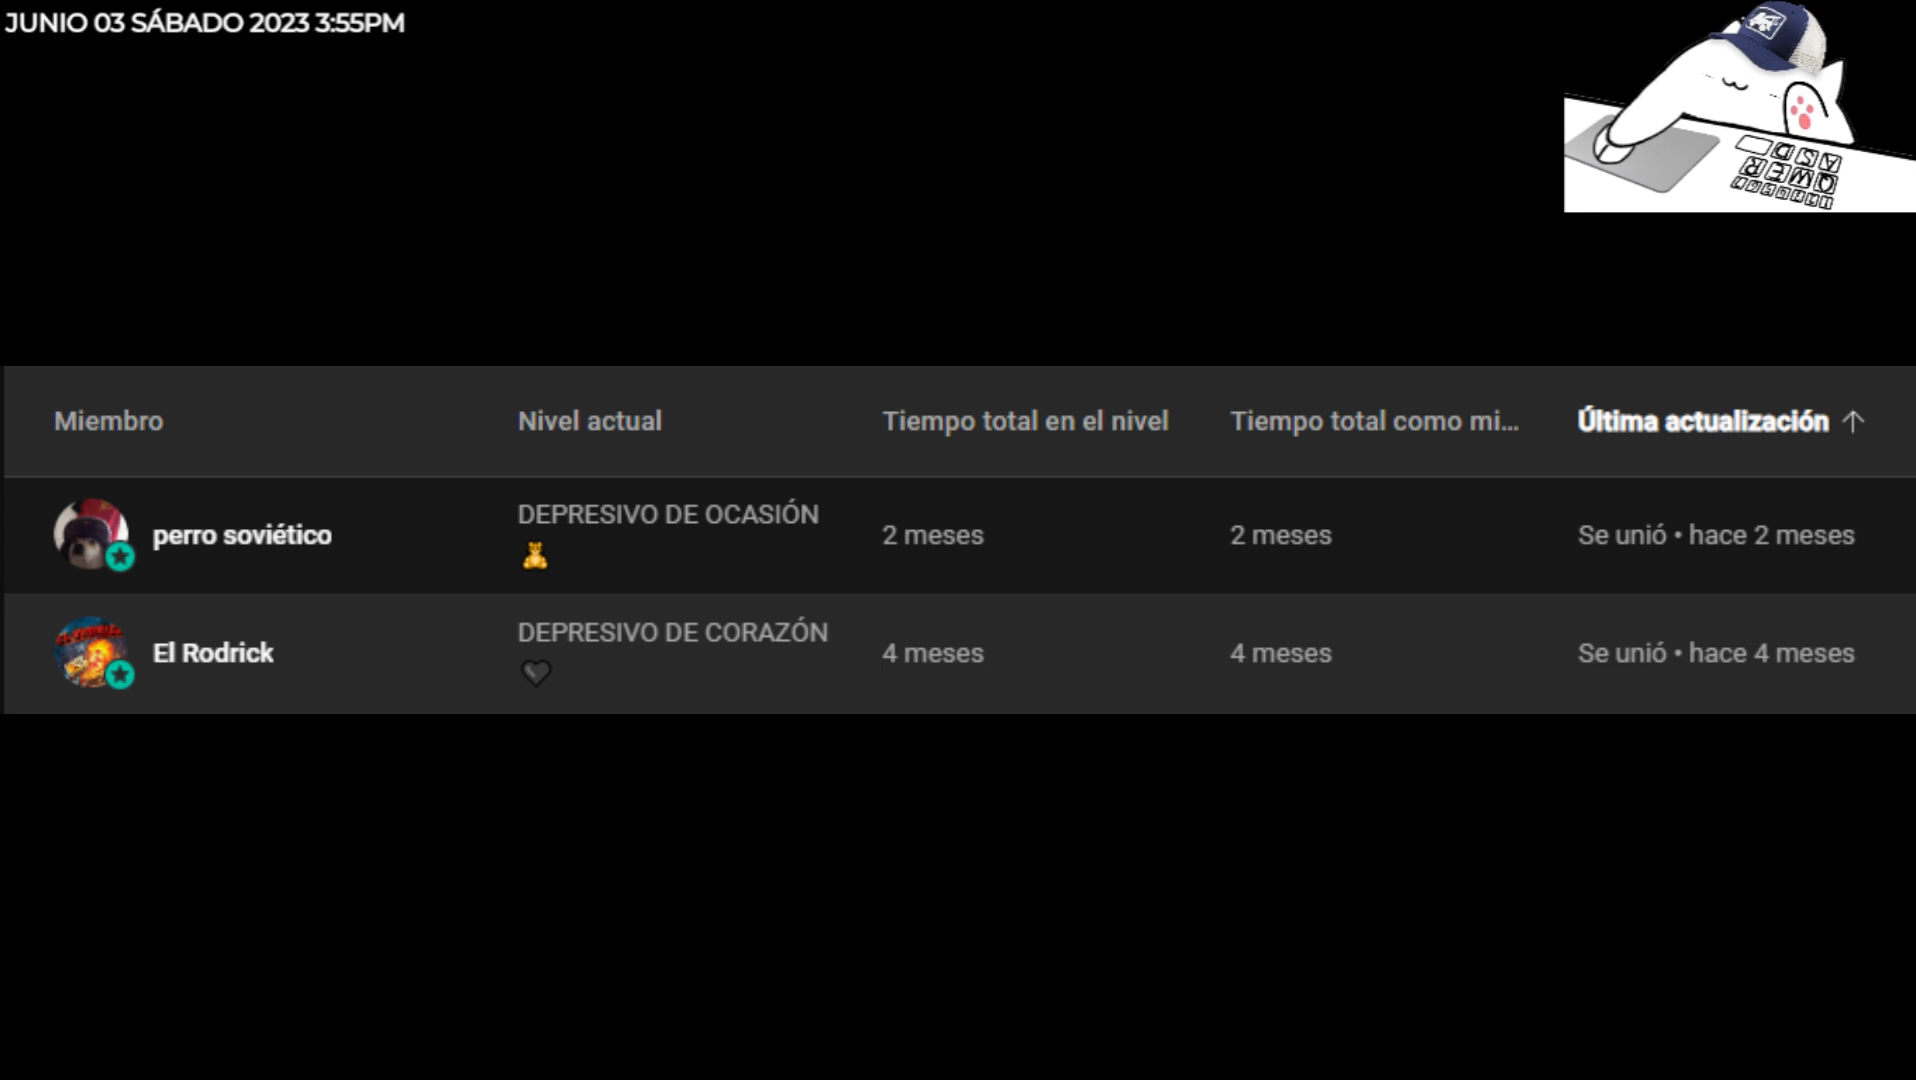 JUNIO 03 SÁBADO 2023 3:55PM
A S D
Q W E R
Miembro Nivel actual Tiempo total en el nivel Tiempo total como mi... Última actualización
perro soviético DEPRESIVO DE OCASIÓN 2 meses 2 meses Se unió • hace 2 meses
El Rodrick DEPRESIVO DE CORAZÓN 4 meses 4 meses Se unió • hace 4 meses